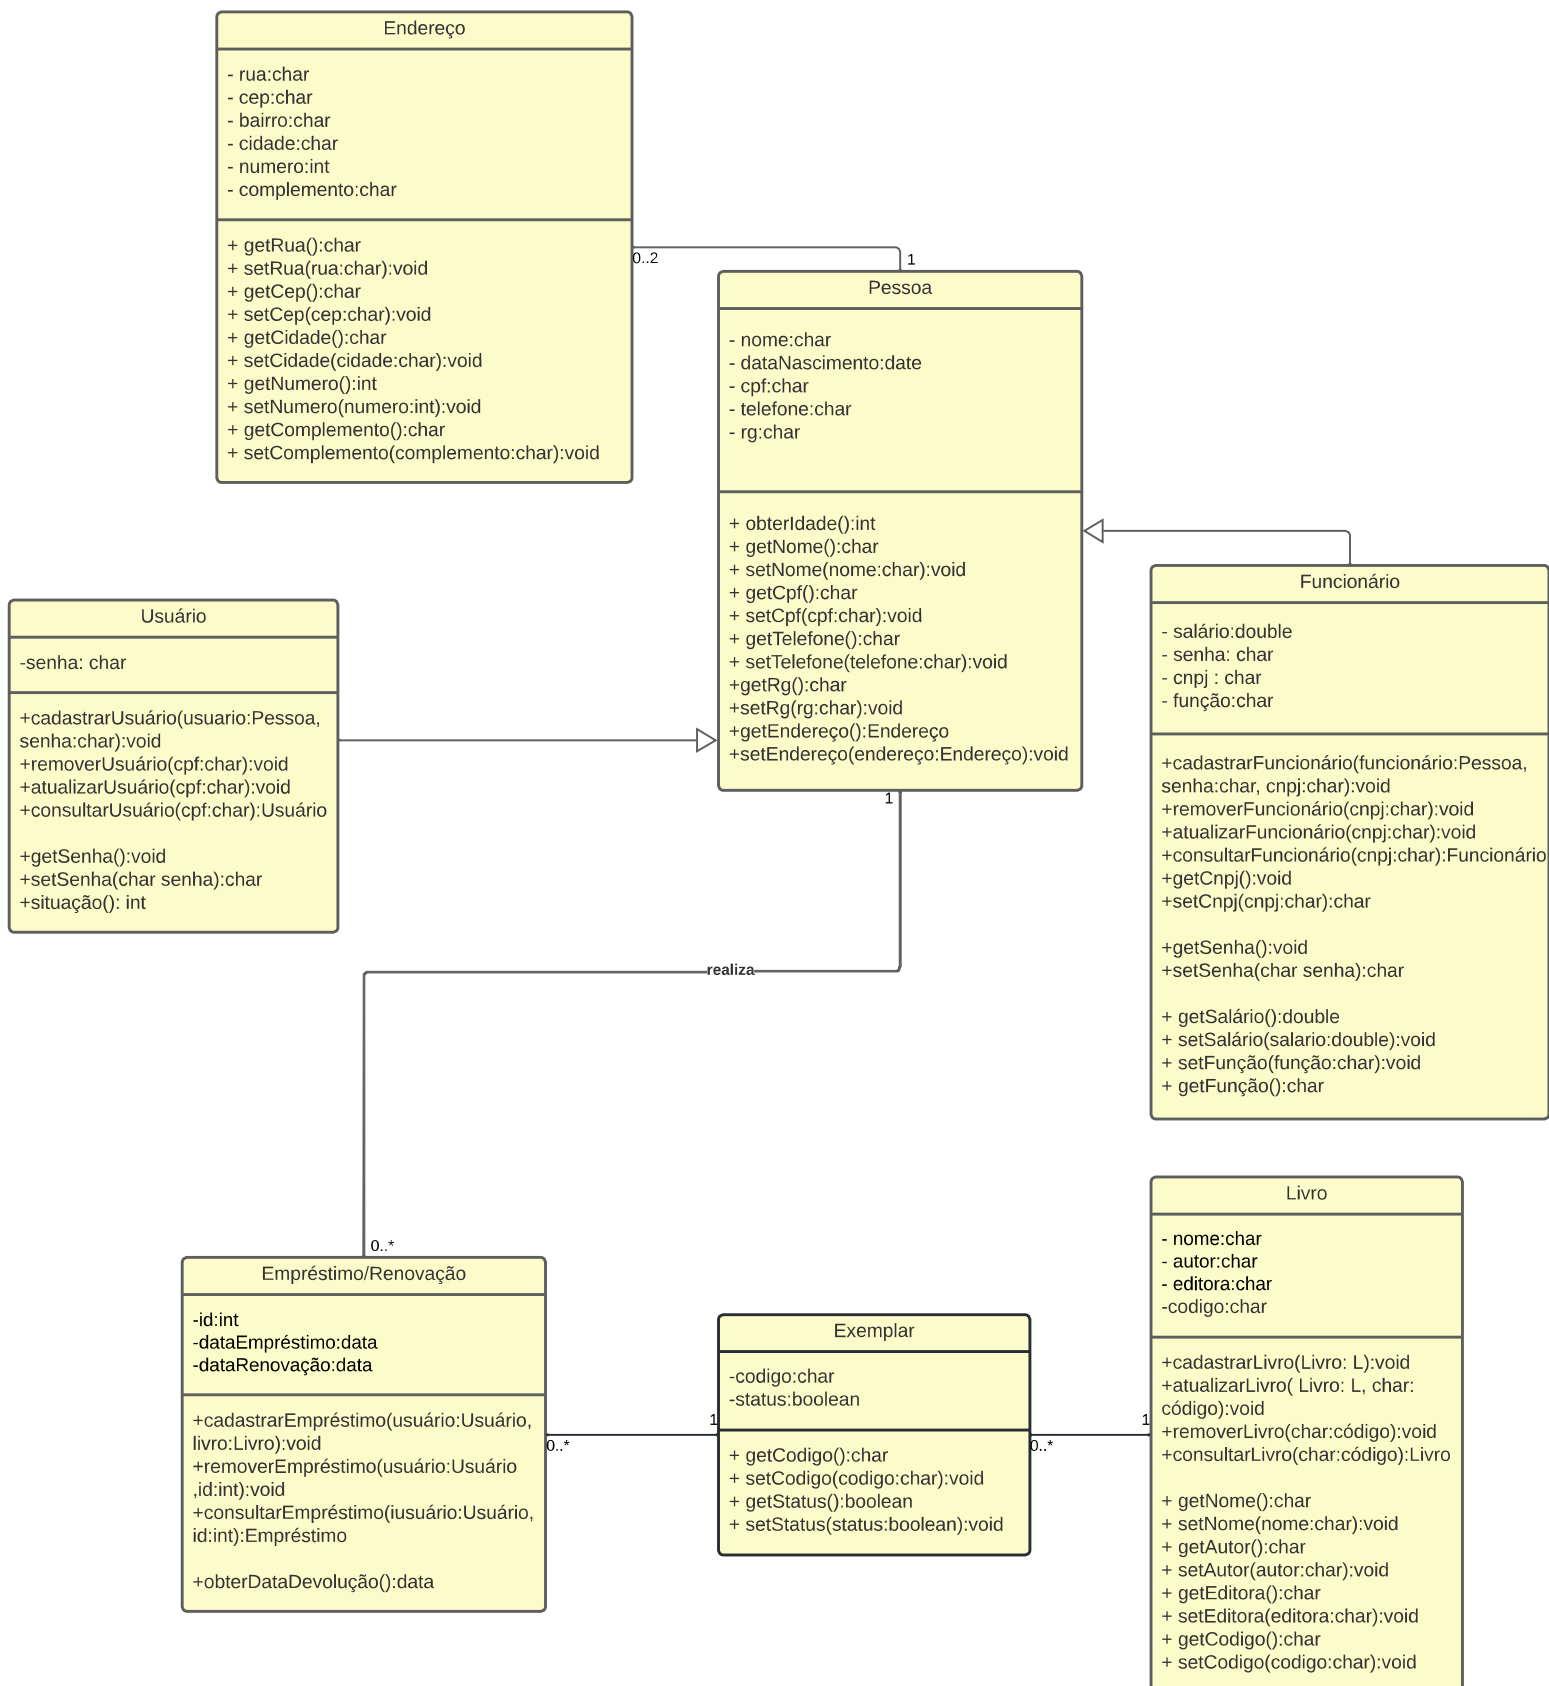 Endereço
- rua:char
- cep:char
- bairro:char
- cidade:char
- numero:int
- complemento:char
+ getRua():char
+ setRua(rua:char):void
+ getCep():char
+ setCep(cep:char):void
+ getCidade():char
+ setCidade(cidade:char):void
+ getNumero():int
+ setNumero(numero:int):void
+ getComplemento():char
+ setComplemento(complemento:char):void
0..2
1
Pessoa
- nome:char
- dataNascimento:date
- cpf:char
- telefone:char
- rg:char
+ obterIdade():int
+ getNome():char
+ setNome(nome:char):void
+ getCpf():char
+ setCpf(cpf:char):void
+ getTelefone():char
+ setTelefone(telefone:char):void
+getRg():char
+setRg(rg:char):void
+getEndereço():Endereço
+setEndereço(endereço:Endereço):void
1
Funcionário
- salário:double
- senha: char
- cnpj : char
- função:char
+cadastrarFuncionário(funcionário:Pessoa,
senha:char, cnpj:char):void
+removerFuncionário(cnpj:char):void
+atualizarFuncionário(cnpj:char):void
+consultarFuncionário(cnpj:char):Funcionário
+getCnpj():void
+setCnpj(cnpj:char):char
+getSenha():void
+setSenha(char senha):char
+ getSalário():double
+ setSalário(salario:double):void
+ setFunção(função:char):void
+ getFunção():char
Usuário
-senha: char
+cadastrarUsuário(usuario:Pessoa,
senha:char):void
+removerUsuário(cpf:char):void
+atualizarUsuário(cpf:char):void
+consultarUsuário(cpf:char):Usuário
+getSenha():void
+setSenha(char senha):char
+situação(): int
realiza
0..*
Empréstimo/Renovação
-id:int
-dataEmpréstimo:data
-dataRenovação:data
+cadastrarEmpréstimo(usuário:Usuário,
livro:Livro):void
+removerEmpréstimo(usuário:Usuário
,id:int):void
+consultarEmpréstimo(iusuário:Usuário,
id:int):Empréstimo
+obterDataDevolução():data
0..*
1
Exemplar
-codigo:char
-status:boolean
+ getCodigo():char
+ setCodigo(codigo:char):void
+ getStatus():boolean
+ setStatus(status:boolean):void
0..*
1
Livro
- nome:char
- autor:char
- editora:char
-codigo:char
+cadastrarLivro(Livro: L):void
+atualizarLivro( Livro: L, char:
código):void
+removerLivro(char:código):void
+consultarLivro(char:código):Livro
+ getNome():char
+ setNome(nome:char):void
+ getAutor():char
+ setAutor(autor:char):void
+ getEditora():char
+ setEditora(editora:char):void
+ getCodigo():char
+ setCodigo(codigo:char):void